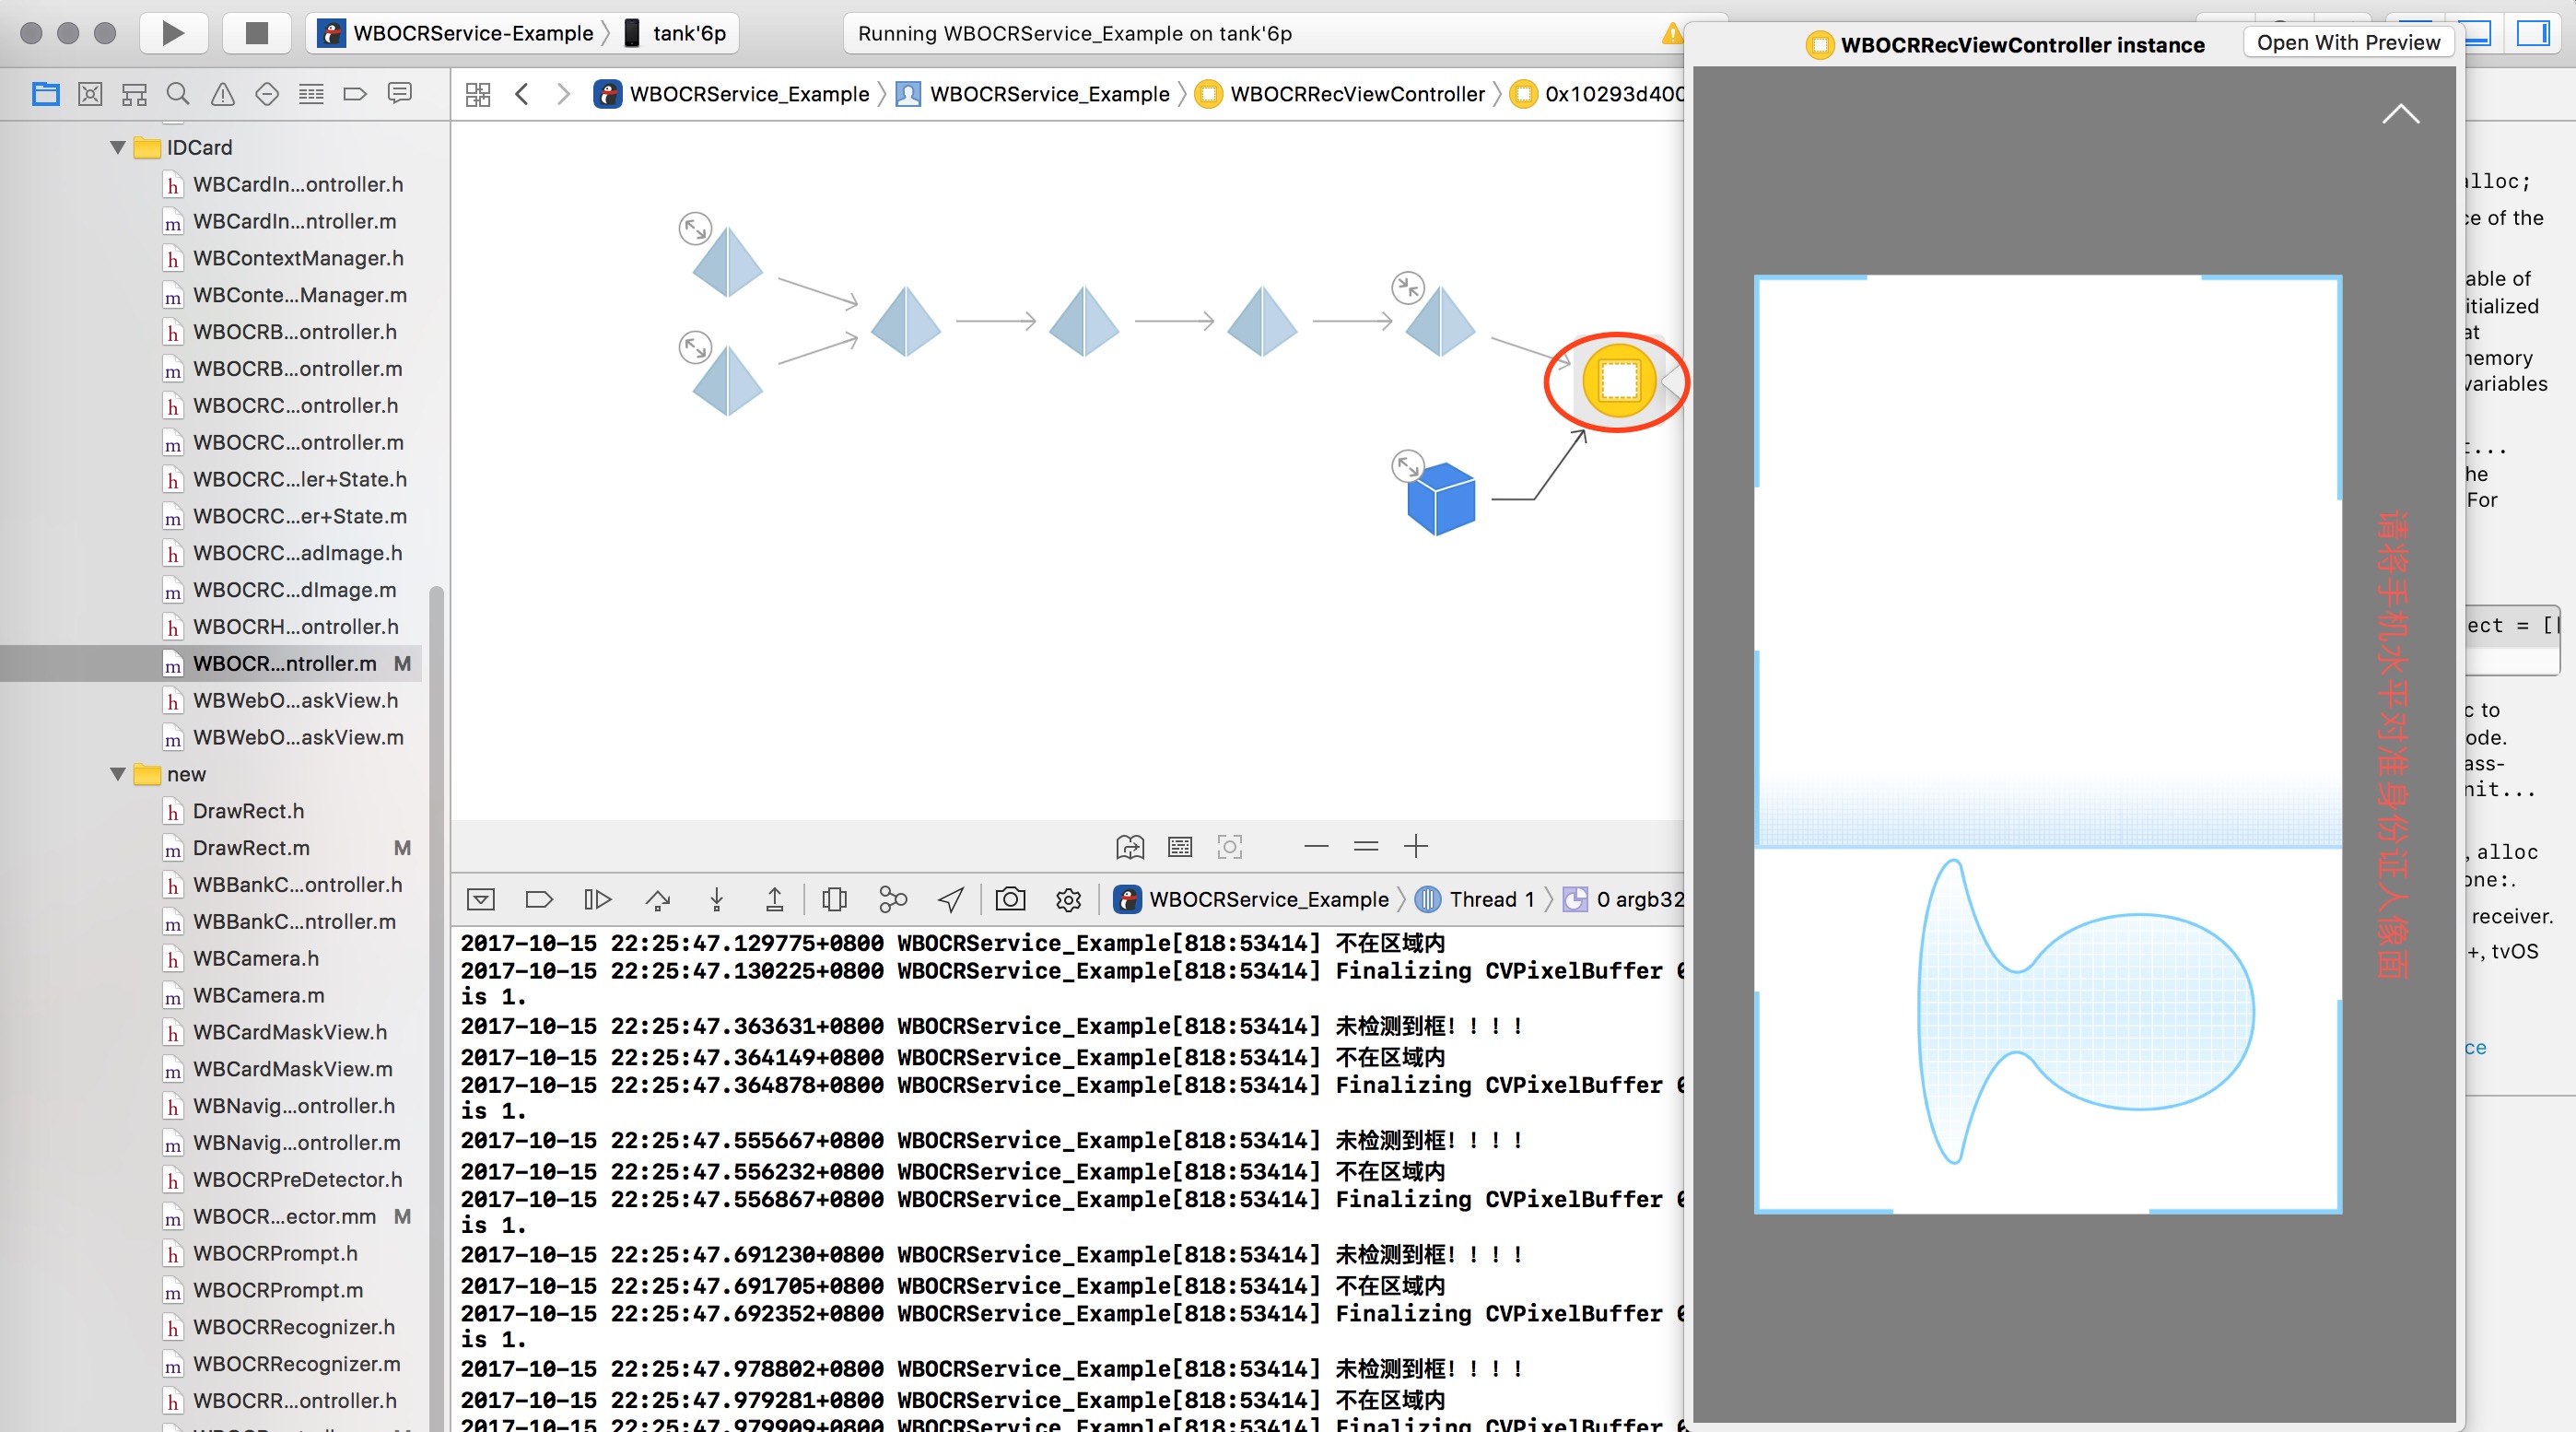 WBOCRService-Example 〉 tank'6p
Running WBOCRService_Example on tank'6p
WBOCRRecViewController instance
Open With Preview
WBOCRService_Example 〉 WBOCRService_Example 〉 WBOCRRecViewController 〉 0x10293d400
IDCard
h WBCardIn...ontroller.h
m WBCardIn...ntroller.m
h WBContextManager.h
m WBConte...Manager.m
h WBOCRB...ontroller.h
m WBOCRB...ontroller.m
h WBOCRC...ontroller.h
m WBOCRC...ontroller.m
h WBOCRC...ler+State.h
m WBOCRC...er+State.m
h WBOCRC...adImage.h
m WBOCRC...dImage.m
h WBOCRH...ontroller.h
m WBOCR...ntroller.m M
h WBWebO...askView.h
m WBWebO...askView.m
new
h DrawRect.h
m DrawRect.m M
h WBBankC...ontroller.h
m WBBankC...ntroller.m
h WBCamera.h
m WBCamera.m
h WBCardMaskView.h
m WBCardMaskView.m
h WBNavig...ontroller.h
m WBNavig...ontroller.m
h WBOCRPreDetector.h
m WBOCR...ector.mm M
h WBOCRPrompt.h
m WBOCRPrompt.m
h WBOCRRecognizer.h
m WBOCRRecognizer.m
h WBOCRR...ontroller.h
WBOCRService_Example 〉 Thread 1 〉 0 argb32
2017-10-15 22:25:47.129775+0800 WBOCRService_Example[818:53414] 不在区域内
2017-10-15 22:25:47.130225+0800 WBOCRService_Example[818:53414] Finalizing CVPixelBuffer
is 1.
2017-10-15 22:25:47.363631+0800 WBOCRService_Example[818:53414] 未检测到框！！！！
2017-10-15 22:25:47.364149+0800 WBOCRService_Example[818:53414] 不在区域内
2017-10-15 22:25:47.364878+0800 WBOCRService_Example[818:53414] Finalizing CVPixelBuffer
is 1.
2017-10-15 22:25:47.555667+0800 WBOCRService_Example[818:53414] 未检测到框！！！！
2017-10-15 22:25:47.556232+0800 WBOCRService_Example[818:53414] 不在区域内
2017-10-15 22:25:47.556867+0800 WBOCRService_Example[818:53414] Finalizing CVPixelBuffer
is 1.
2017-10-15 22:25:47.691230+0800 WBOCRService_Example[818:53414] 未检测到框！！！！
2017-10-15 22:25:47.691705+0800 WBOCRService_Example[818:53414] 不在区域内
2017-10-15 22:25:47.692352+0800 WBOCRService_Example[818:53414] Finalizing CVPixelBuffer
is 1.
2017-10-15 22:25:47.978802+0800 WBOCRService_Example[818:53414] 未检测到框！！！！
2017-10-15 22:25:47.979281+0800 WBOCRService_Example[818:53414] 不在区域内
2017-10-15 22:25:47.979909+0800 WBOCRService_Example[818:53414] Finalizing CVPixelBuffer
请将手机水平对准身份证人像面
alloc;
ce of the
able of
itialized
at
memory
variables
t...
he
For
ect = [
c to
ode.
ass-
nit...
, alloc
one:.
receiver.
+, tvOS
ce